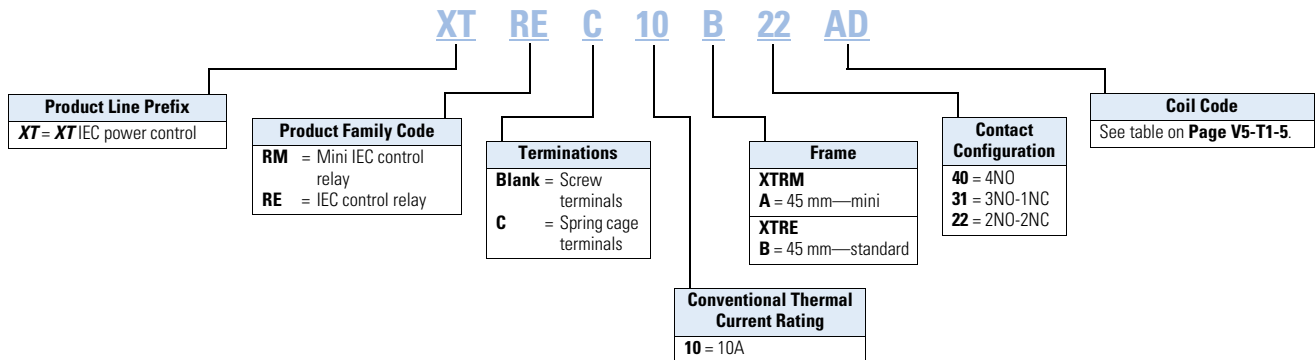 XT RE C 10 B 22 AD
Product Line Prefix
XT = XT IEC power control
Product Family Code
RM = Mini IEC control
relay
RE = IEC control relay
Terminations
Blank = Screw
terminals
C = Spring cage
terminals
Conventional Thermal
Current Rating
10 = 10A
Frame
XTRM
A = 45 mm—mini
XTRE
B = 45 mm—standard
Contact
Configuration
40 = 4NO
31 = 3NO-1NC
22 = 2NO-2NC
Coil Code
See table on Page V5-T1-5.